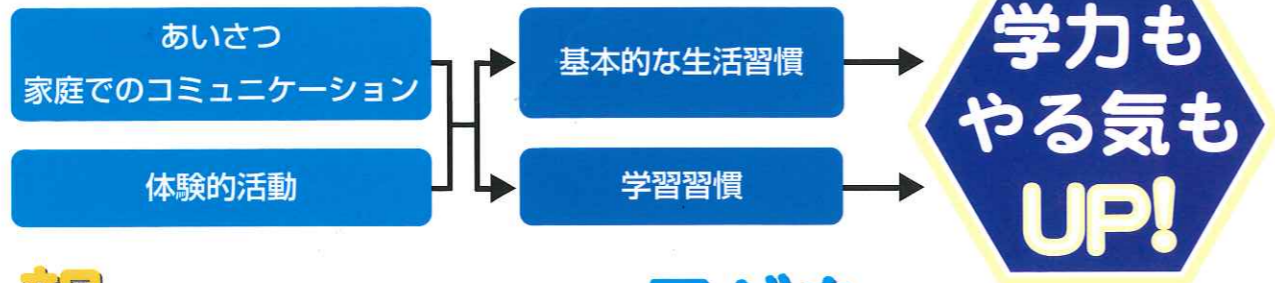 あいさつ
家庭でのコミュニケーション
体験的活動
基本的な生活習慣
学習習慣
学力も
やる気も
UP!